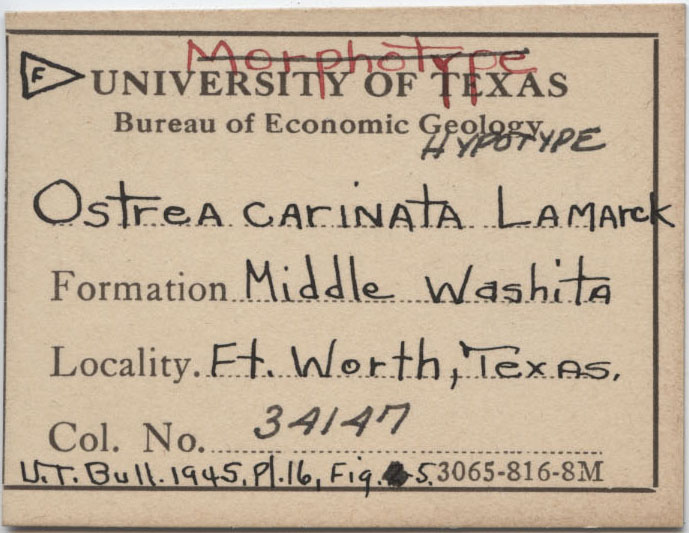 Morphotype
F UNIVERSITY OF TEXAS
Bureau of Economic Geology
HYPOTYPE
Ostrea carinata Lamarck
Formation Middle Washita
Locality. Ft. Worth, Texas.
Col. No. 34147
U.T. Bull. 1945, Pl. 16, Fig. 5. 3065-816-8M